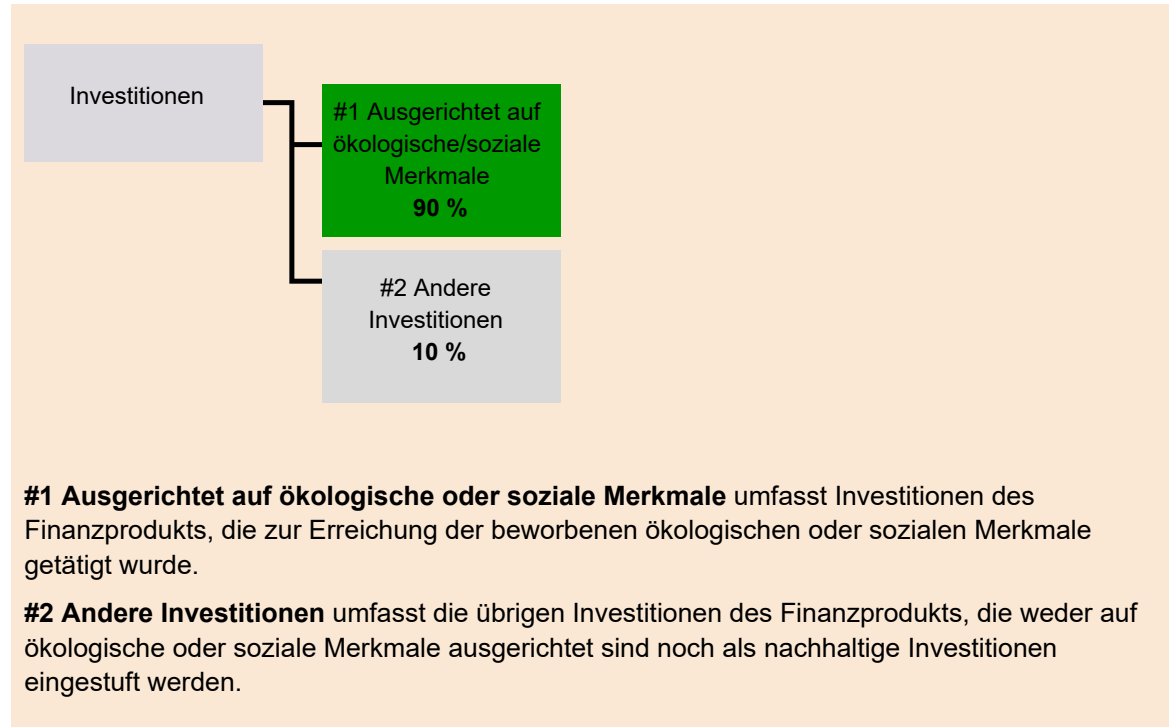 Investitionen
#1 Ausgerichtet auf
ökologische/soziale
Merkmale
90 %
#2 Andere
Investitionen
10 %
#1 Ausgerichtet auf ökologische oder soziale Merkmale umfasst Investitionen des
Finanzprodukts, die zur Erreichung der beworbenen ökologischen oder sozialen Merkmale
getätigt wurde.
#2 Andere Investitionen umfasst die übrigen Investitionen des Finanzprodukts, die weder auf
ökologische oder soziale Merkmale ausgerichtet sind noch als nachhaltige Investitionen
eingestuft werden.